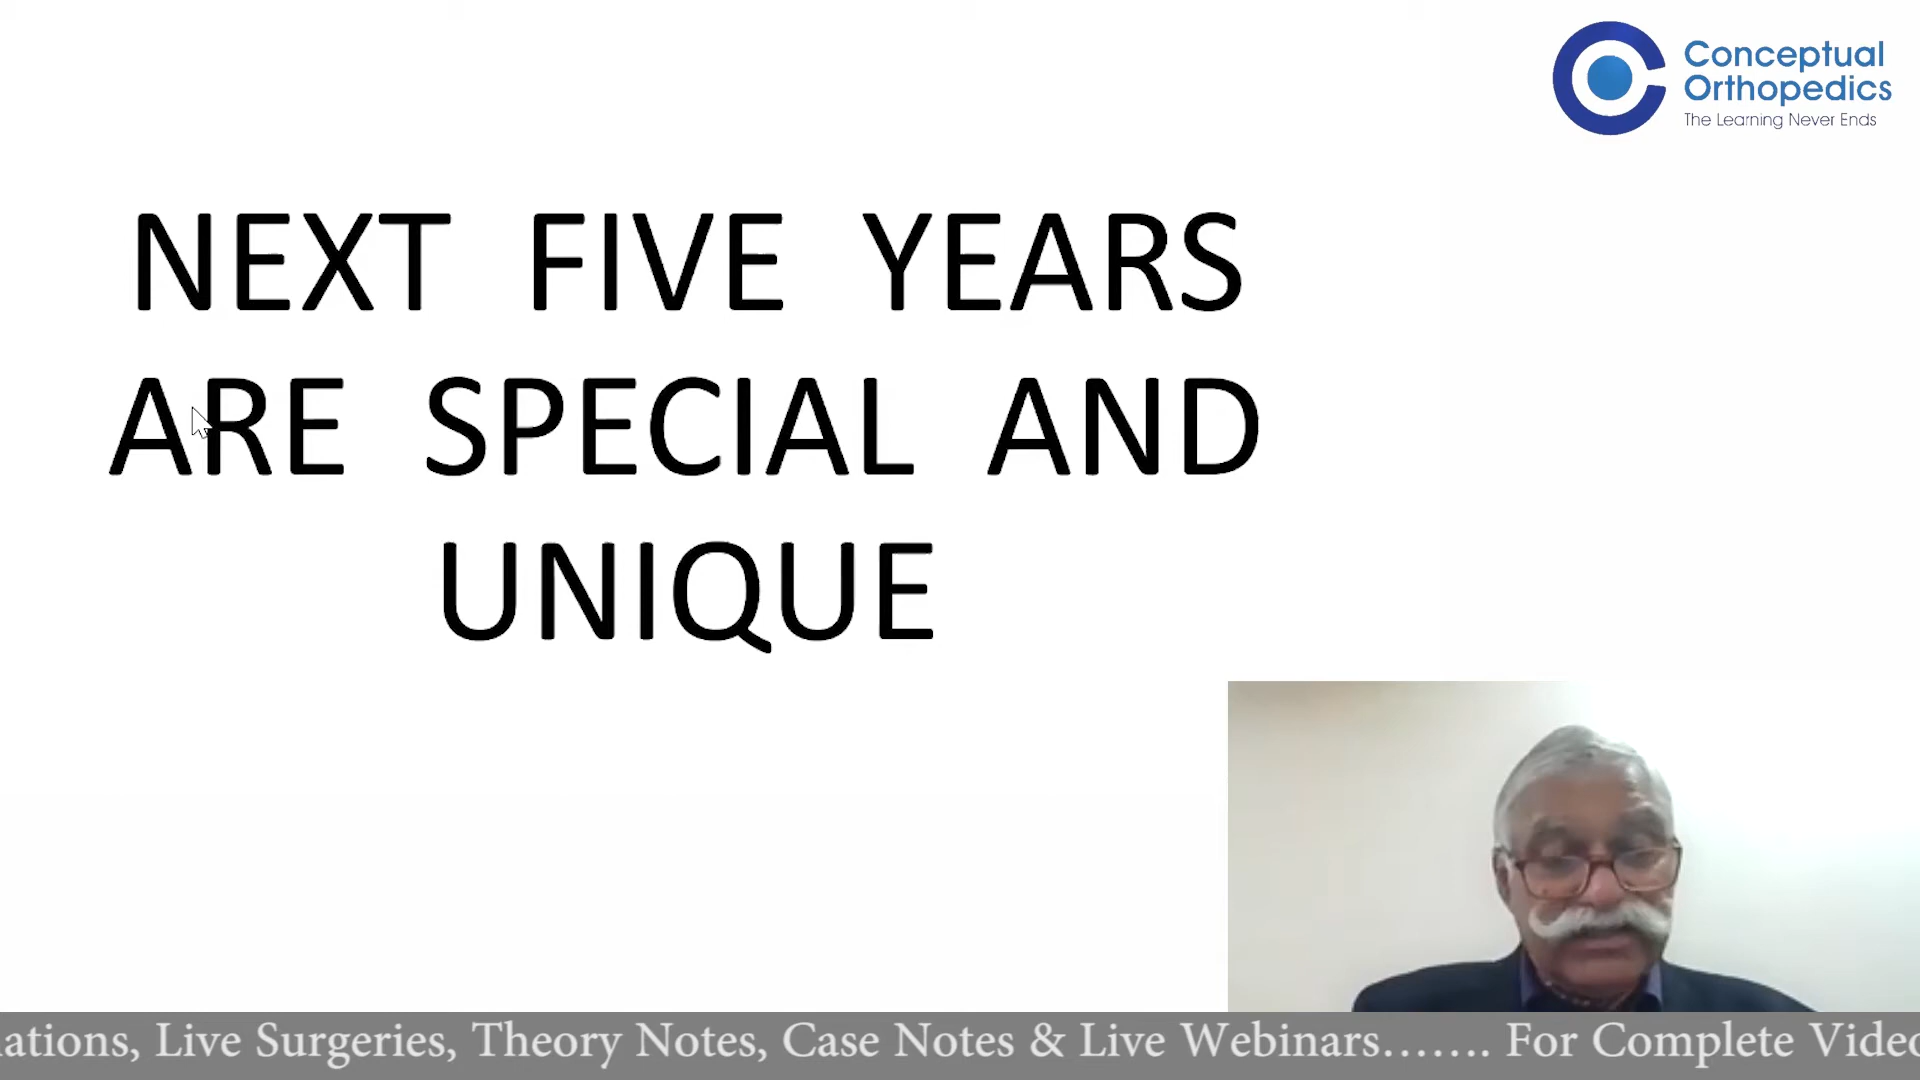 Conceptual
Orthopedics
The Learning Never Ends
NEXT FIVE YEARS
ARE SPECIAL AND
UNIQUE
ations, Live Surgeries, Theory Notes, Case Notes & Live Webinars....... For Complete Video